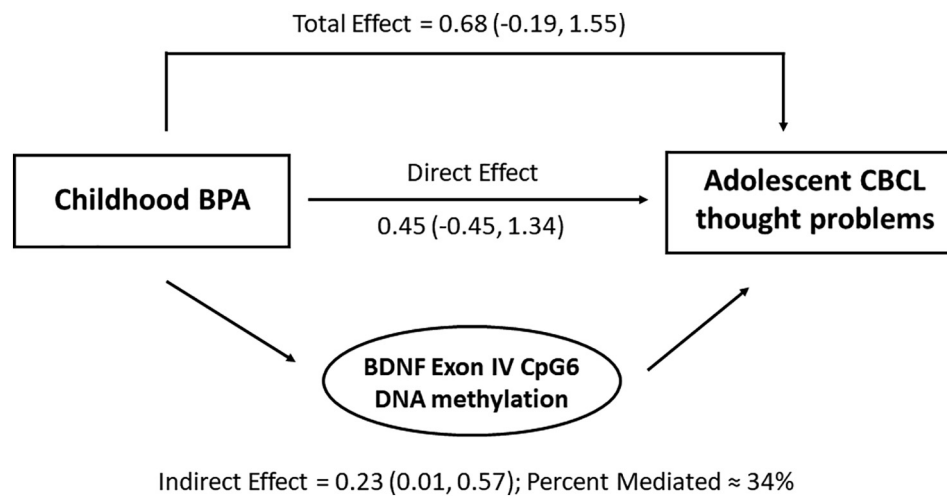 Total Effect = 0.68 (-0.19, 1.55)
Childhood BPA
Direct Effect
0.45 (-0.45, 1.34)
Adolescent CBCL
thought problems
BDNF Exon IV CpG6
DNA methylation
Indirect Effect = 0.23 (0.01, 0.57); Percent Mediated ≈ 34%